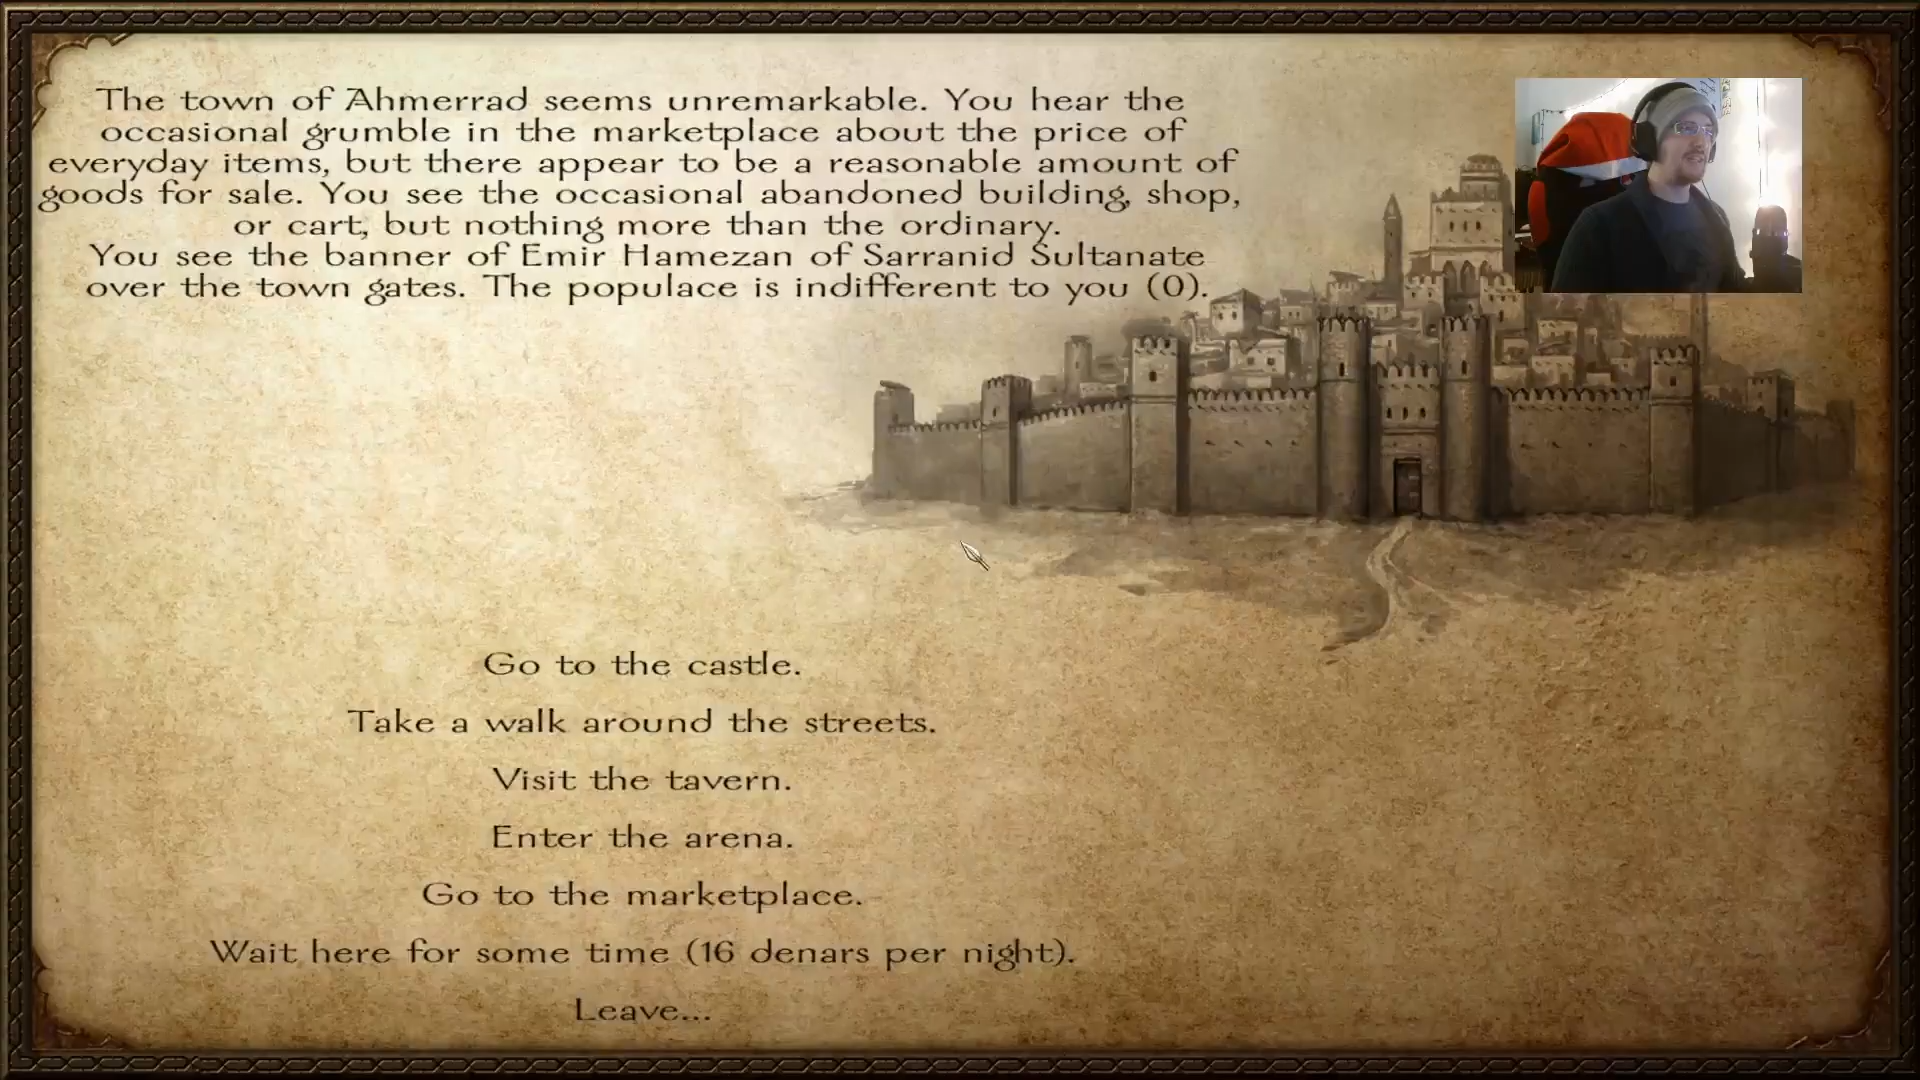 The town of Ahmerrad seems unremarkable. You hear the
occasional grumble in the marketplace about the price of
everyday items, but there appear to be a reasonable amount of
goods for sale. You see the occasional abandoned building, shop,
or cart, but nothing more than the ordinary.
You see the banner of Emir Hamezan of Sarranid Sultanate
over the town gates. The populace is indifferent to you (0).
Go to the castle.
Take a walk around the streets.
Visit the tavern.
Enter the arena.
Go to the marketplace.
Wait here for some time (16 denars per night).
Leave...